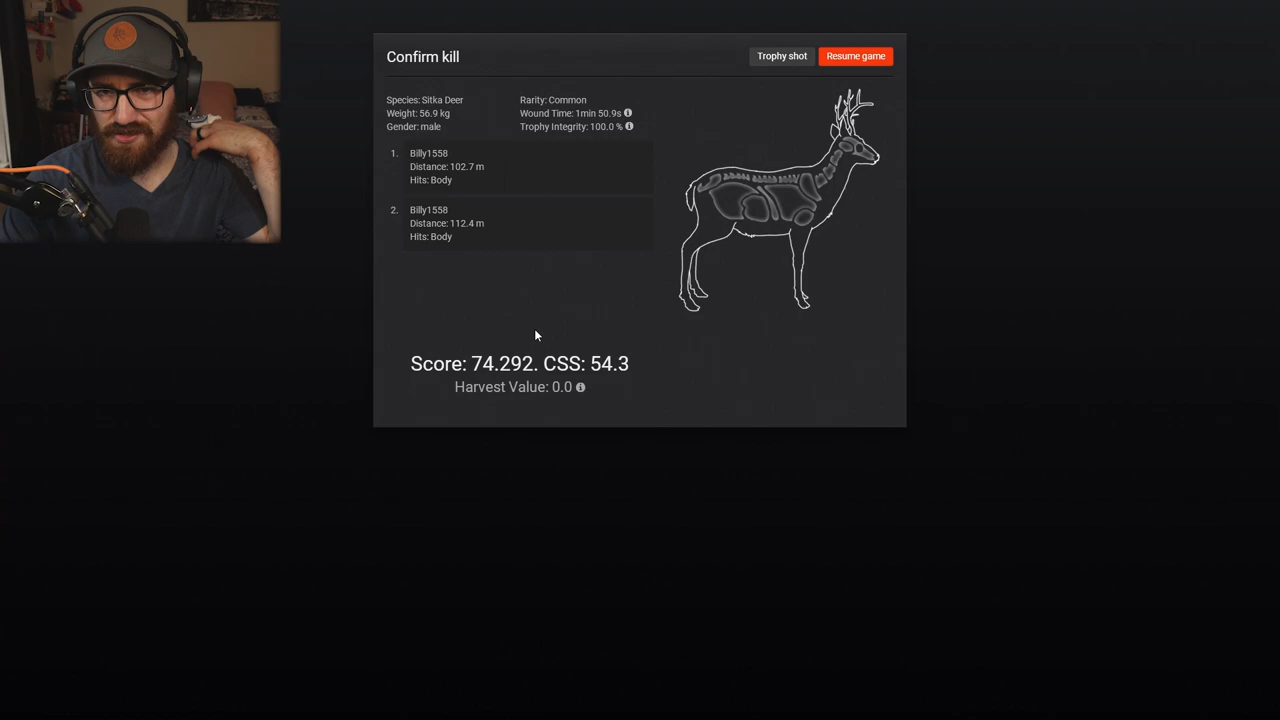 Confirm kill
Trophy shot
Resume game
Species: Sitka Deer
Weight: 56.9 kg
Gender: male
Rarity: Common
Wound Time: 1min 50.9s
Trophy Integrity: 100.0 %
1.
Billy1558
Distance: 102.7 m
Hits: Body
2.
Billy1558
Distance: 112.4 m
Hits: Body
Score: 74.292. CSS: 54.3
Harvest Value: 0.0